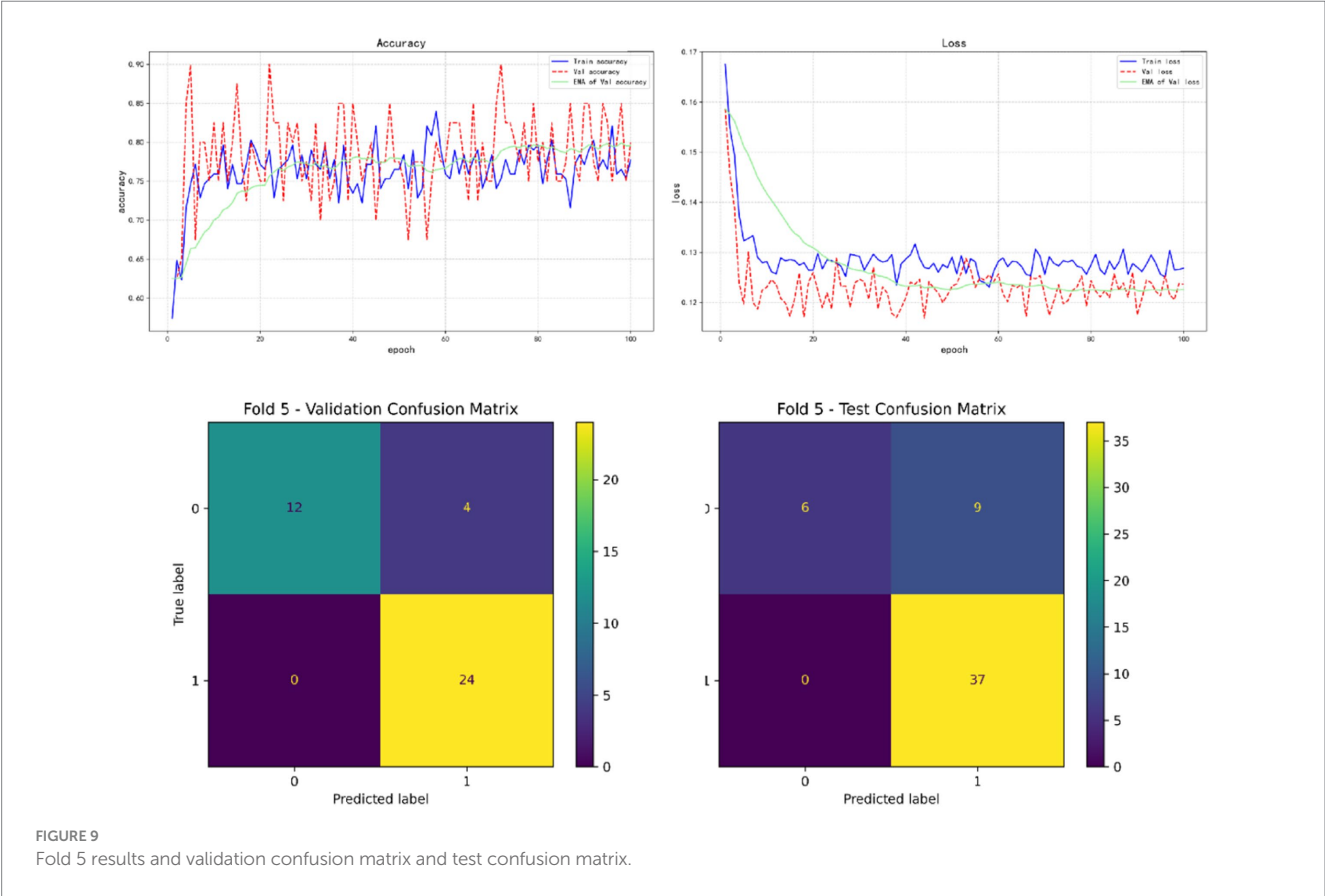 Accuracy
Train accuracy
Val accuracy
EMA of Val accuracy
accuracy
0.90
0.85
0.80
0.75
0.70
0.65
0.60
0 20 40 60 80 100
epoch
Loss
Train loss
Val loss
EMA of Val loss
loss
0.17
0.16
0.15
0.14
0.13
0.12
0 20 40 60 80 100
epoch
Fold 5 - Validation Confusion Matrix
True label
0
1
12 4
0 24
0 1
Predicted label
20
15
10
5
0
Fold 5 - Test Confusion Matrix
6 9
0 37
0 1
Predicted label
35
30
25
20
15
10
5
0
FIGURE 9
Fold 5 results and validation confusion matrix and test confusion matrix.